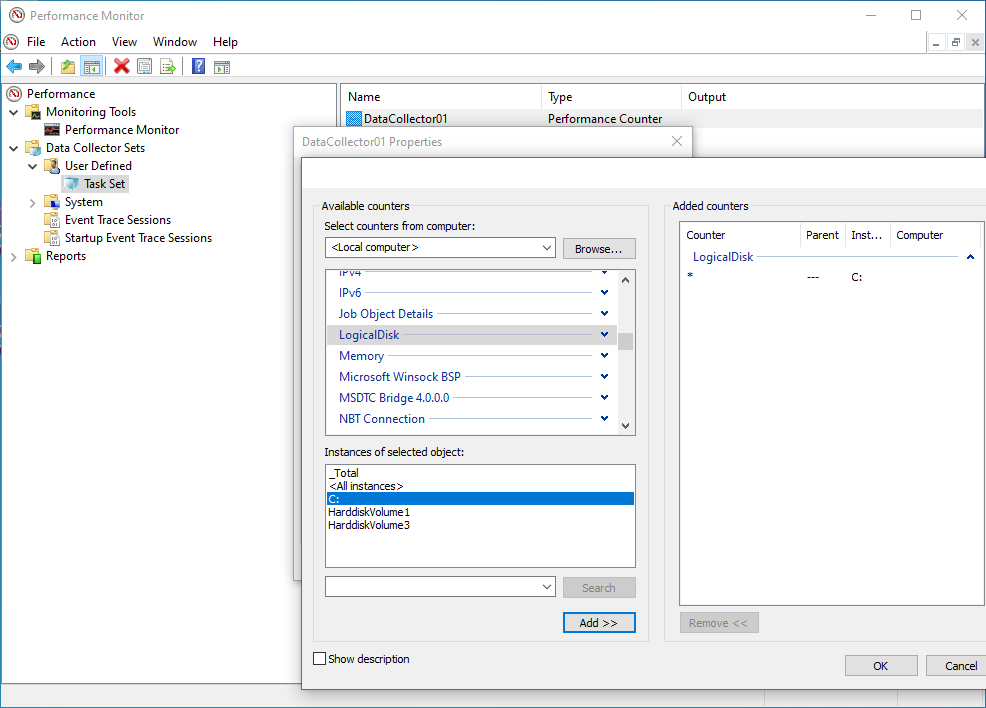 Performance Monitor
File Action View Window Help
Performance
Monitoring Tools
Performance Monitor
Data Collector Sets
User Defined
Task Set
System
Event Trace Sessions
Startup Event Trace Sessions
Reports
Name Type Output
DataCollector01 Performance Counter
DataCollector01 Properties
Available counters
Select counters from computer:
<Local computer> Browse...
IPv4
IPv6
Job Object Details
LogicalDisk
Memory
Microsoft Winsock BSP
MSDTC Bridge 4.0.0.0
NBT Connection
Instances of selected object:
_Total
<All instances>
C:
HarddiskVolume1
HarddiskVolume3
Search
Add >>
Show description
Added counters
Counter Parent Inst... Computer
LogicalDisk
* --- C:
Remove <<
OK Cancel